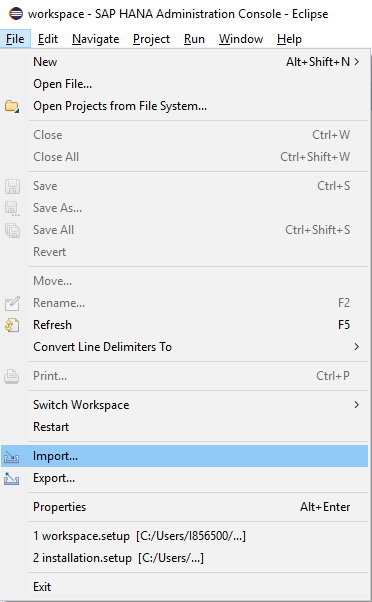 workspace - SAP HANA Administration Console - Eclipse
File Edit Navigate Project Run Window Help
New Alt+Shift+N >
Open File...
Open Projects from File System...
Close Ctrl+W
Close All Ctrl+Shift+W
Save Ctrl+S
Save As...
Save All Ctrl+Shift+S
Revert
Move...
Rename... F2
Refresh F5
Convert Line Delimiters To >
Print... Ctrl+P
Switch Workspace >
Restart
Import...
Export...
Properties Alt+Enter
1 workspace.setup [C:/Users/I856500/...]
2 installation.setup [C:/Users/...]
Exit